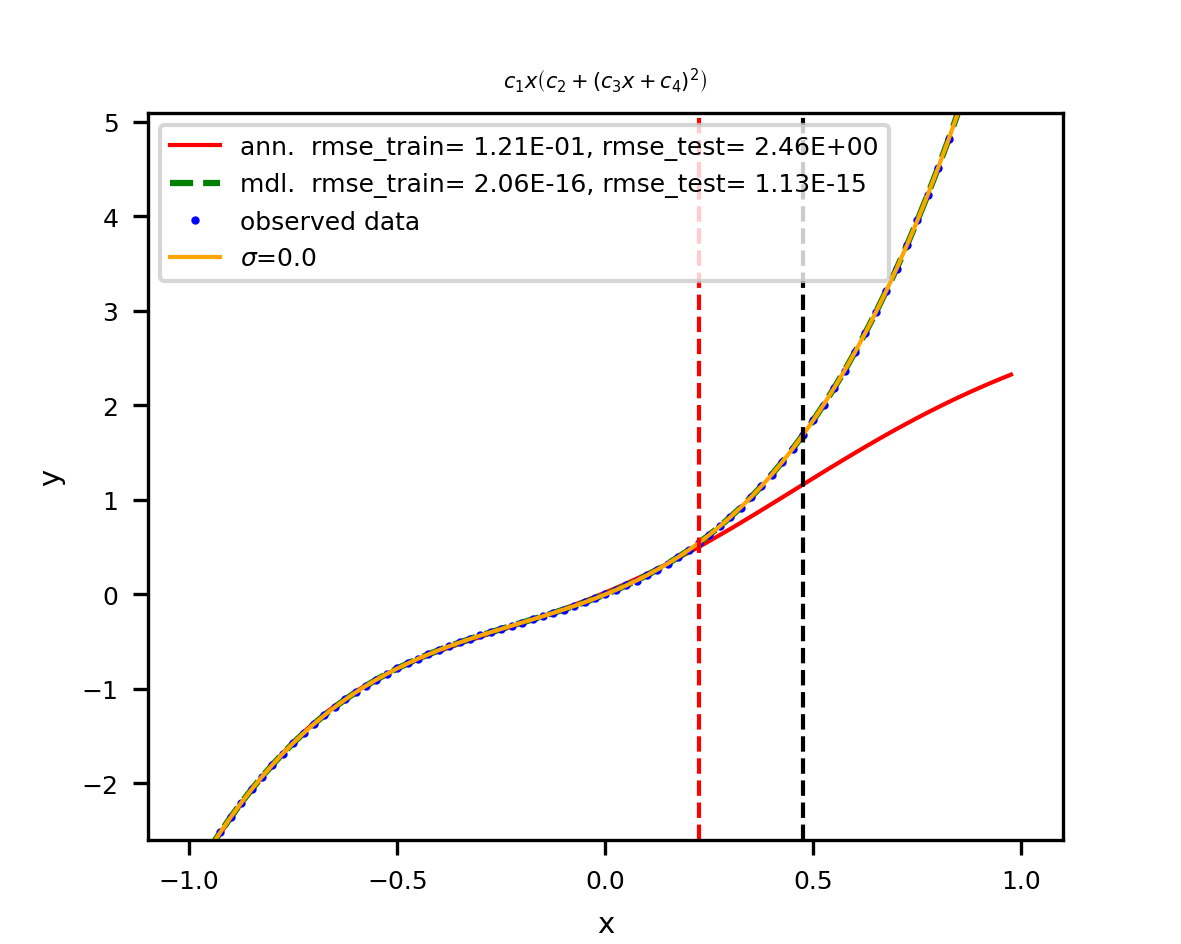 c₁x(c₂ + (c₃x + c₄)²)
ann.  rmse_train= 1.21E-01, rmse_test= 2.46E+00
mdl.  rmse_train= 2.06E-16, rmse_test= 1.13E-15
observed data
σ=0.0
5
4
3
2
1
0
−1
−2
y
−1.0 −0.5 0.0 0.5 1.0
x